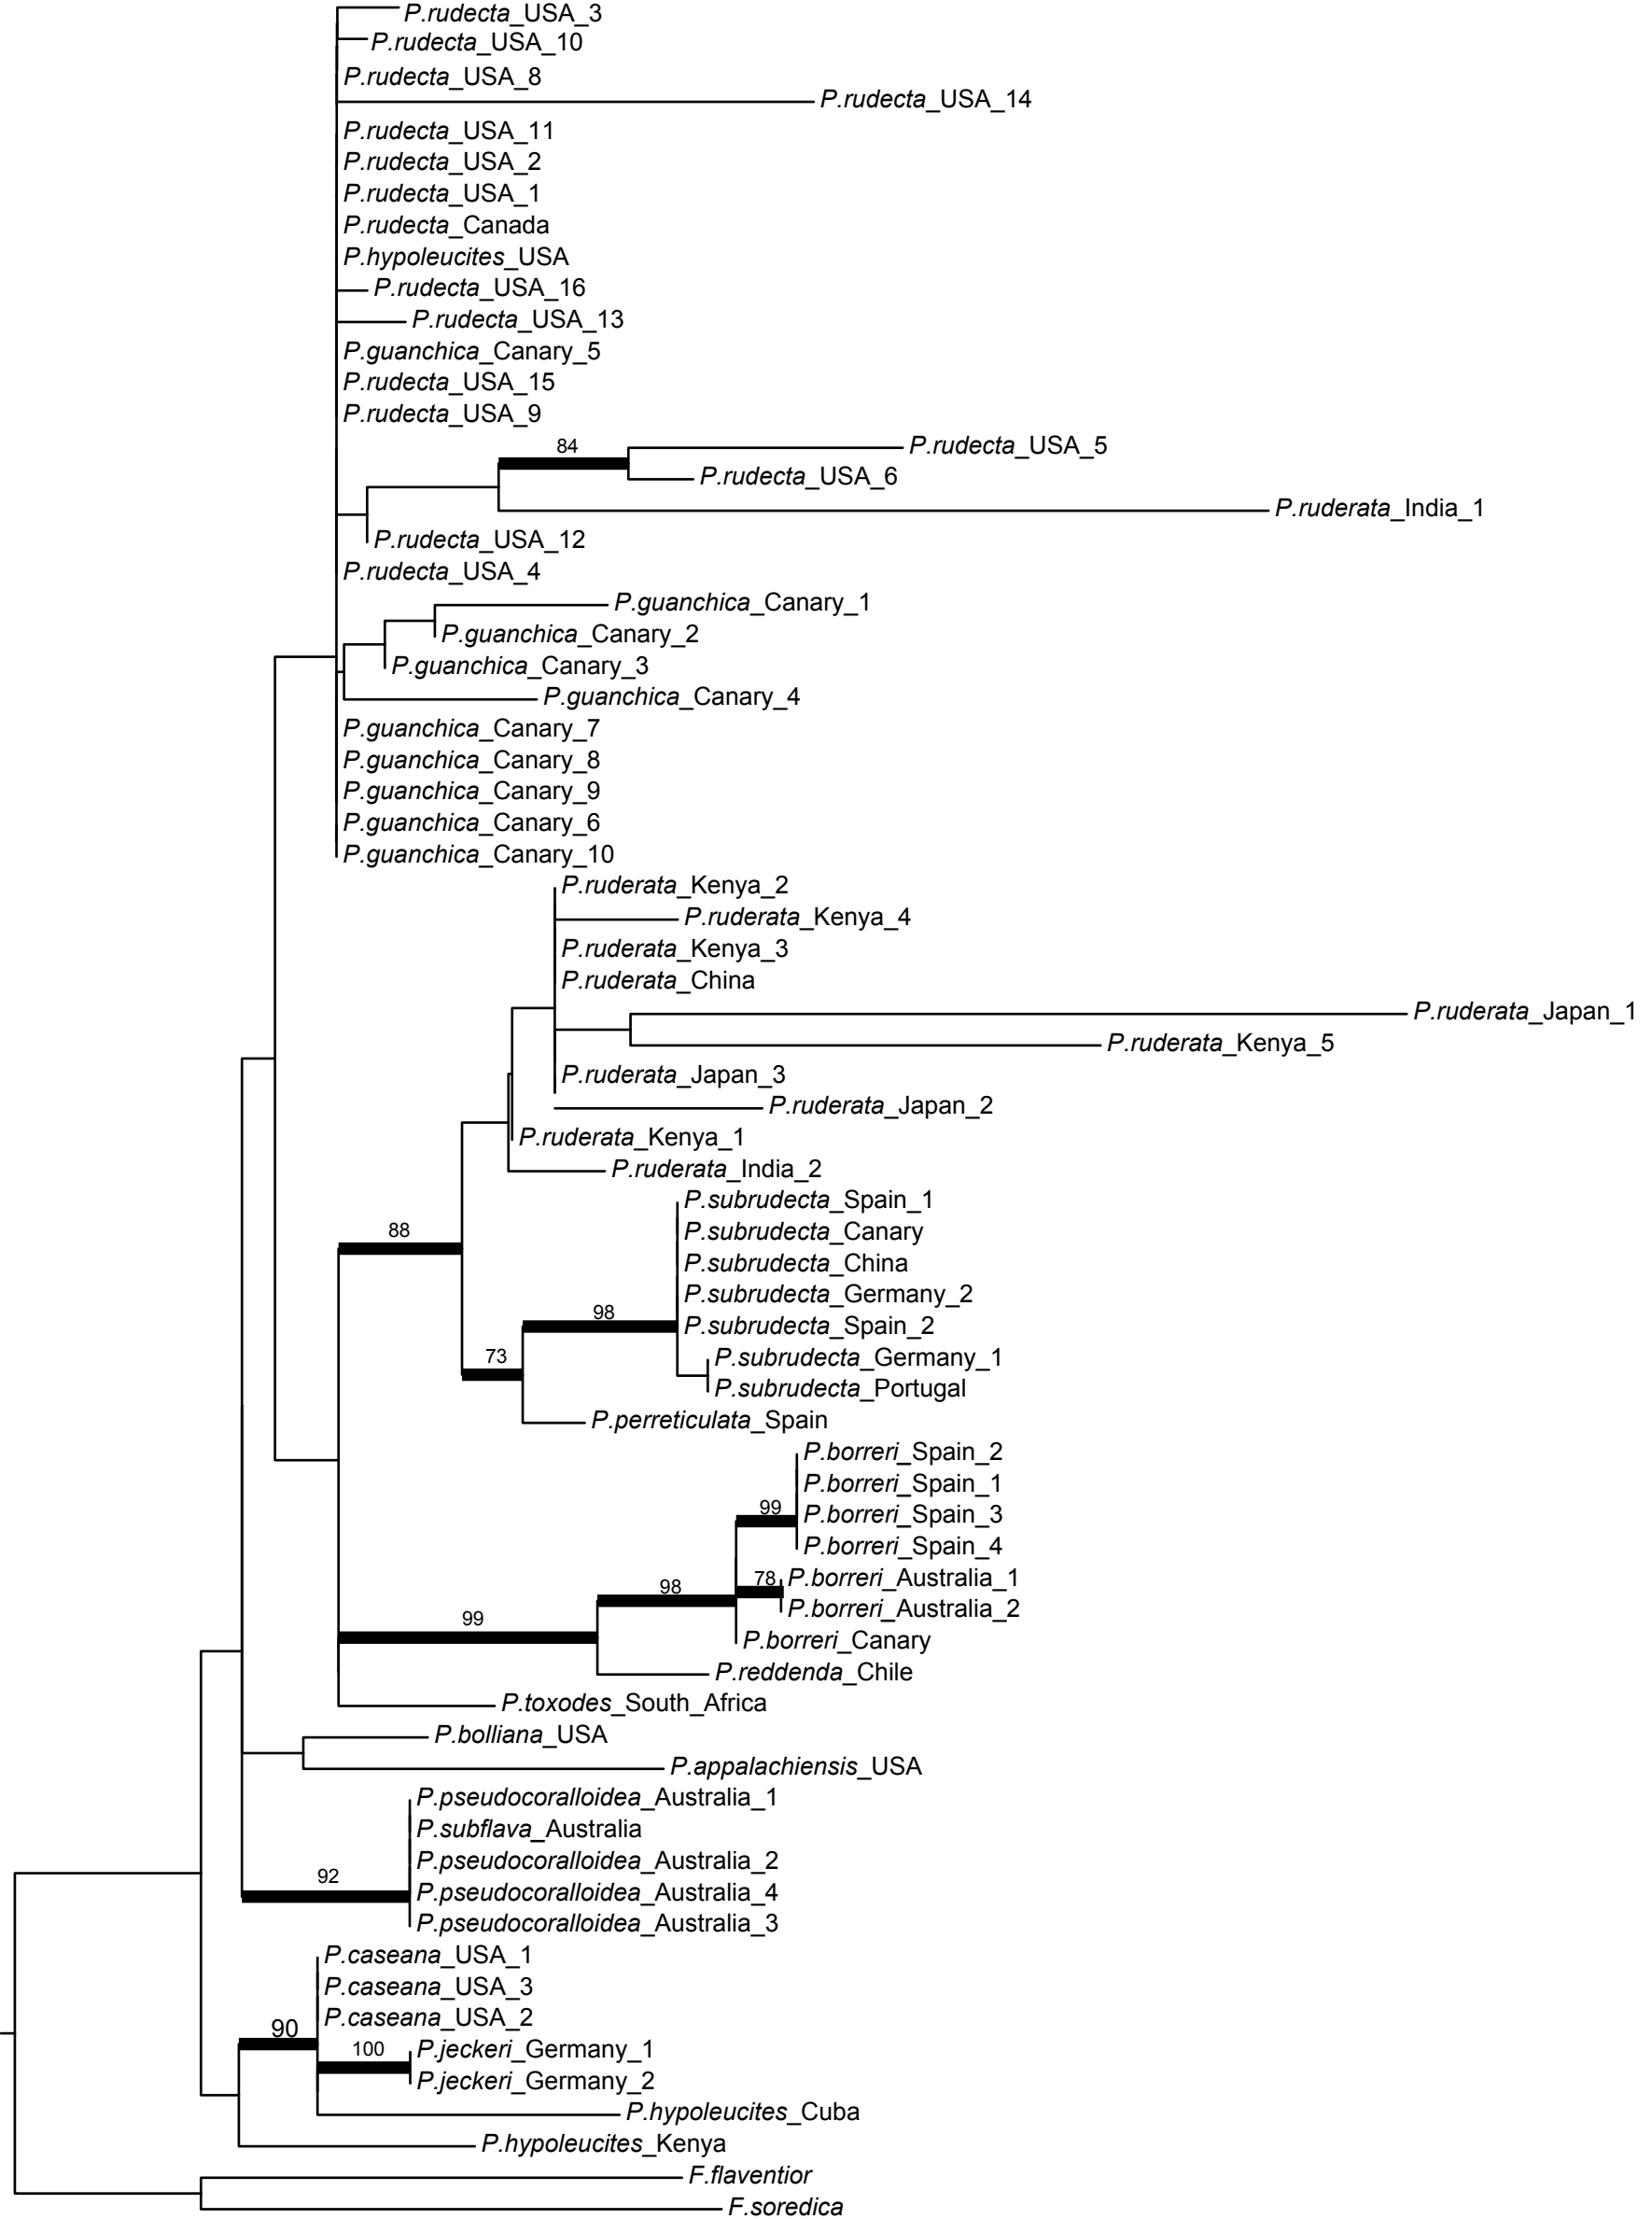 P.rudecta_USA_3
P.rudecta_USA_10
P.rudecta_USA_8
P.rudecta_USA_14
P.rudecta_USA_11
P.rudecta_USA_2
P.rudecta_USA_1
P.rudecta_Canada
P.hypoleucites_USA
P.rudecta_USA_16
P.rudecta_USA_13
P.guanchica_Canary_5
P.rudecta_USA_15
P.rudecta_USA_9
84
P.rudecta_USA_5
P.rudecta_USA_6
P.ruderata_India_1
P.rudecta_USA_12
P.rudecta_USA_4
P.guanchica_Canary_1
P.guanchica_Canary_2
P.guanchica_Canary_3
P.guanchica_Canary_4
P.guanchica_Canary_7
P.guanchica_Canary_8
P.guanchica_Canary_9
P.guanchica_Canary_6
P.guanchica_Canary_10
P.ruderata_Kenya_2
P.ruderata_Kenya_4
P.ruderata_Kenya_3
P.ruderata_China
P.ruderata_Japan_1
P.ruderata_Kenya_5
P.ruderata_Japan_3
P.ruderata_Japan_2
P.ruderata_Kenya_1
P.ruderata_India_2
P.subrudecta_Spain_1
88
P.subrudecta_Canary
P.subrudecta_China
P.subrudecta_Germany_2
98
P.subrudecta_Spain_2
73
P.subrudecta_Germany_1
P.subrudecta_Portugal
P.perreticulata_Spain
P.borreri_Spain_2
P.borreri_Spain_1
99
P.borreri_Spain_3
P.borreri_Spain_4
78
P.borreri_Australia_1
98
P.borreri_Australia_2
99
P.borreri_Canary
P.reddenda_Chile
P.toxodes_South_Africa
P.bolliana_USA
P.appalachiensis_USA
P.pseudocoralloidea_Australia_1
P.subflava_Australia
P.pseudocoralloidea_Australia_2
92
P.pseudocoralloidea_Australia_4
P.pseudocoralloidea_Australia_3
P.caseana_USA_1
P.caseana_USA_3
P.caseana_USA_2
90
100
P.jeckeri_Germany_1
P.jeckeri_Germany_2
P.hypoleucites_Cuba
P.hypoleucites_Kenya
F.flaventior
F.soredica